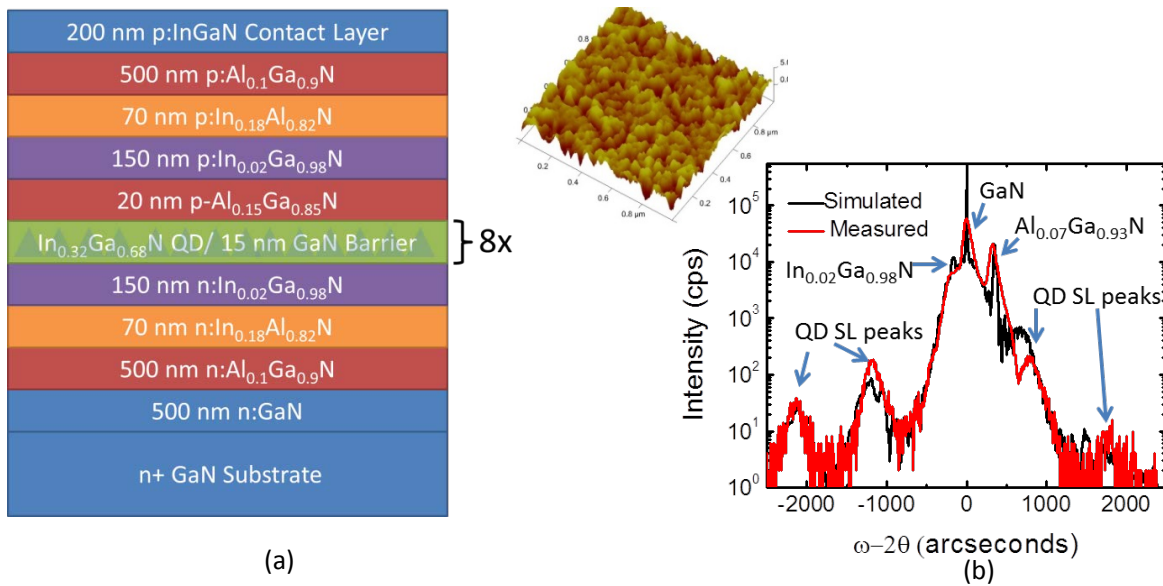 200 nm p:InGaN Contact Layer
500 nm p:Al0.1Ga0.9N
70 nm p:In0.18Al0.82N
150 nm p:In0.02Ga0.98N
20 nm p-Al0.15Ga0.85N
In0.32Ga0.68N QD/ 15 nm GaN Barrier
8x
150 nm n:In0.02Ga0.98N
70 nm n:In0.18Al0.82N
500 nm n:Al0.1Ga0.9N
500 nm n:GaN
n+ GaN Substrate
(a)
5.0
0.8 µm
0.6
0.4
0.2
0.2
0.4
0.6
0.8 µm
Simulated
Measured
GaN
Al0.07Ga0.93N
In0.02Ga0.98N
QD SL peaks
QD SL peaks
Intensity (cps)
10^5
10^4
10^3
10^2
10^1
10^0
-2000 -1000 0 1000 2000
ω−2θ (arcseconds)
(b)